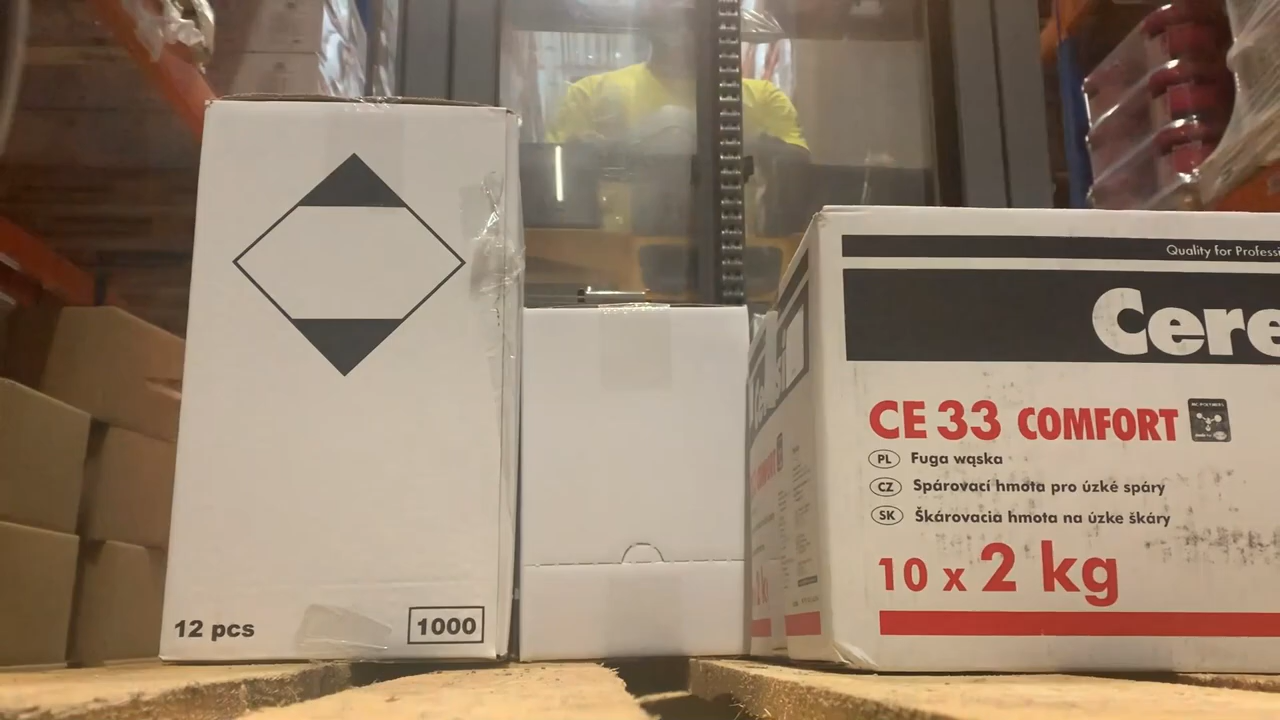 12 pcs
1000
Quality for Professi
Cere
CE 33 COMFORT
PL Fuga wąska
CZ Spárovací hmota pro úzké spáry
SK Škárovacia hmota na úzke škáry
10 x 2 kg